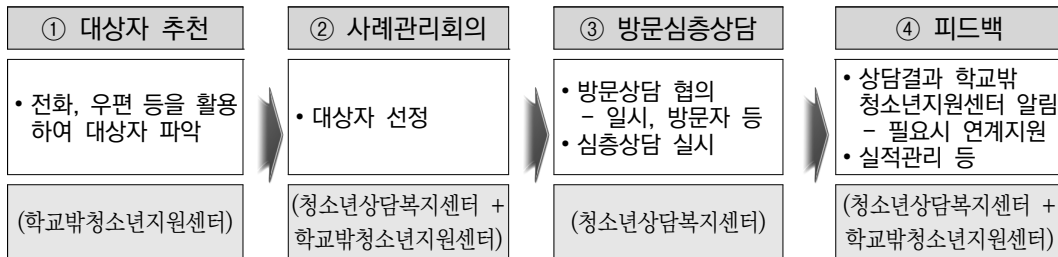 ① 대상자 추천
• 전화, 우편 등을 활용
하여 대상자 파악
(학교밖청소년지원센터)
② 사례관리회의
• 대상자 선정
(청소년상담복지센터 +
학교밖청소년지원센터)
③ 방문심층상담
• 방문상담 협의
- 일시, 방문자 등
• 심층상담 실시
(청소년상담복지센터)
④ 피드백
• 상담결과 학교밖
청소년지원센터 알림
- 필요시 연계지원
• 실적관리 등
(청소년상담복지센터 +
학교밖청소년지원센터)